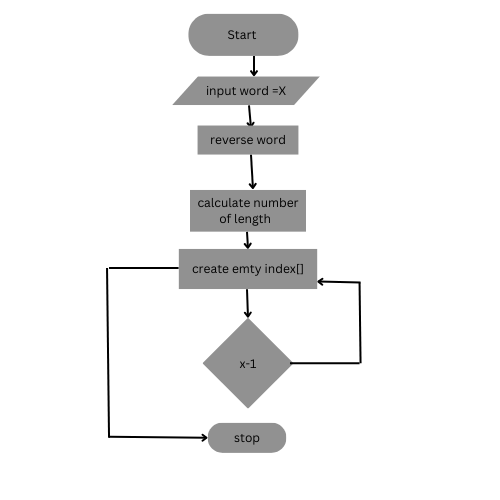 Start
input word =X
reverse word
calculate number
of length
create emty index[]
x-1
stop